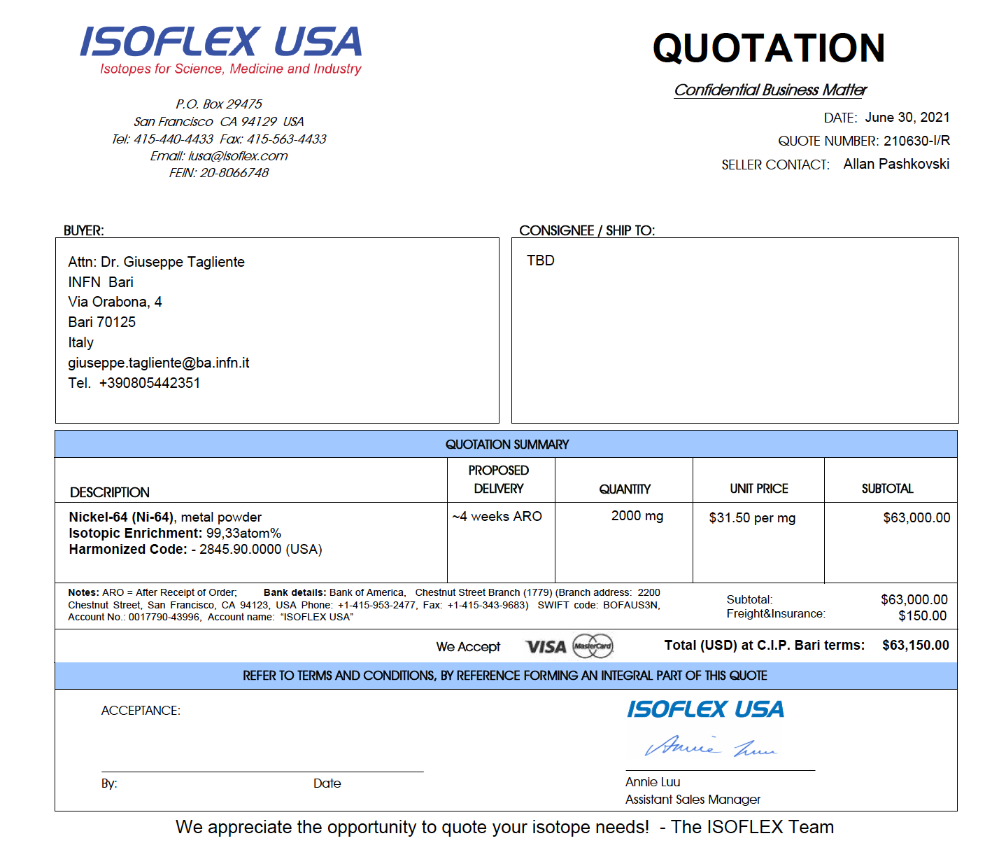 ISOFLEX USA
Isotopes for Science, Medicine and Industry
P.O. Box 29475
San Francisco CA 94129 USA
Tel: 415-440-4433 Fax: 415-563-4433
Email: iusa@isoflex.com
FEIN: 20-8066748
QUOTATION
Confidential Business Matter
DATE: June 30, 2021
QUOTE NUMBER: 210630-I/R
SELLER CONTACT: Allan Pashkovski
BUYER:
Attn: Dr. Giuseppe Tagliente
INFN Bari
Via Orabona, 4
Bari 70125
Italy
giuseppe.tagliente@ba.infn.it
Tel. +390805442351
CONSIGNEE / SHIP TO:
TBD
QUOTATION SUMMARY
DESCRIPTION
PROPOSED
DELIVERY
QUANTITY
UNIT PRICE
SUBTOTAL
Nickel-64 (Ni-64), metal powder
Isotopic Enrichment: 99,33atom%
Harmonized Code: - 2845.90.0000 (USA)
~4 weeks ARO
2000 mg
$31.50 per mg
$63,000.00
Notes: ARO = After Receipt of Order; Bank details: Bank of America, Chestnut Street Branch (1779) (Branch address: 2200
Chestnut Street, San Francisco, CA 94123, USA Phone: +1-415-953-2477, Fax: +1-415-343-9683) SWIFT code: BOFAUS3N,
Account No.: 0017790-43996, Account name: “ISOFLEX USA”
Subtotal: $63,000.00
Freight&Insurance: $150.00
We Accept VISA MasterCard
Total (USD) at C.I.P. Bari terms: $63,150.00
REFER TO TERMS AND CONDITIONS, BY REFERENCE FORMING AN INTEGRAL PART OF THIS QUOTE
ACCEPTANCE:
By: Date
ISOFLEX USA
Annie Luu
Annie Luu
Assistant Sales Manager
We appreciate the opportunity to quote your isotope needs! - The ISOFLEX Team